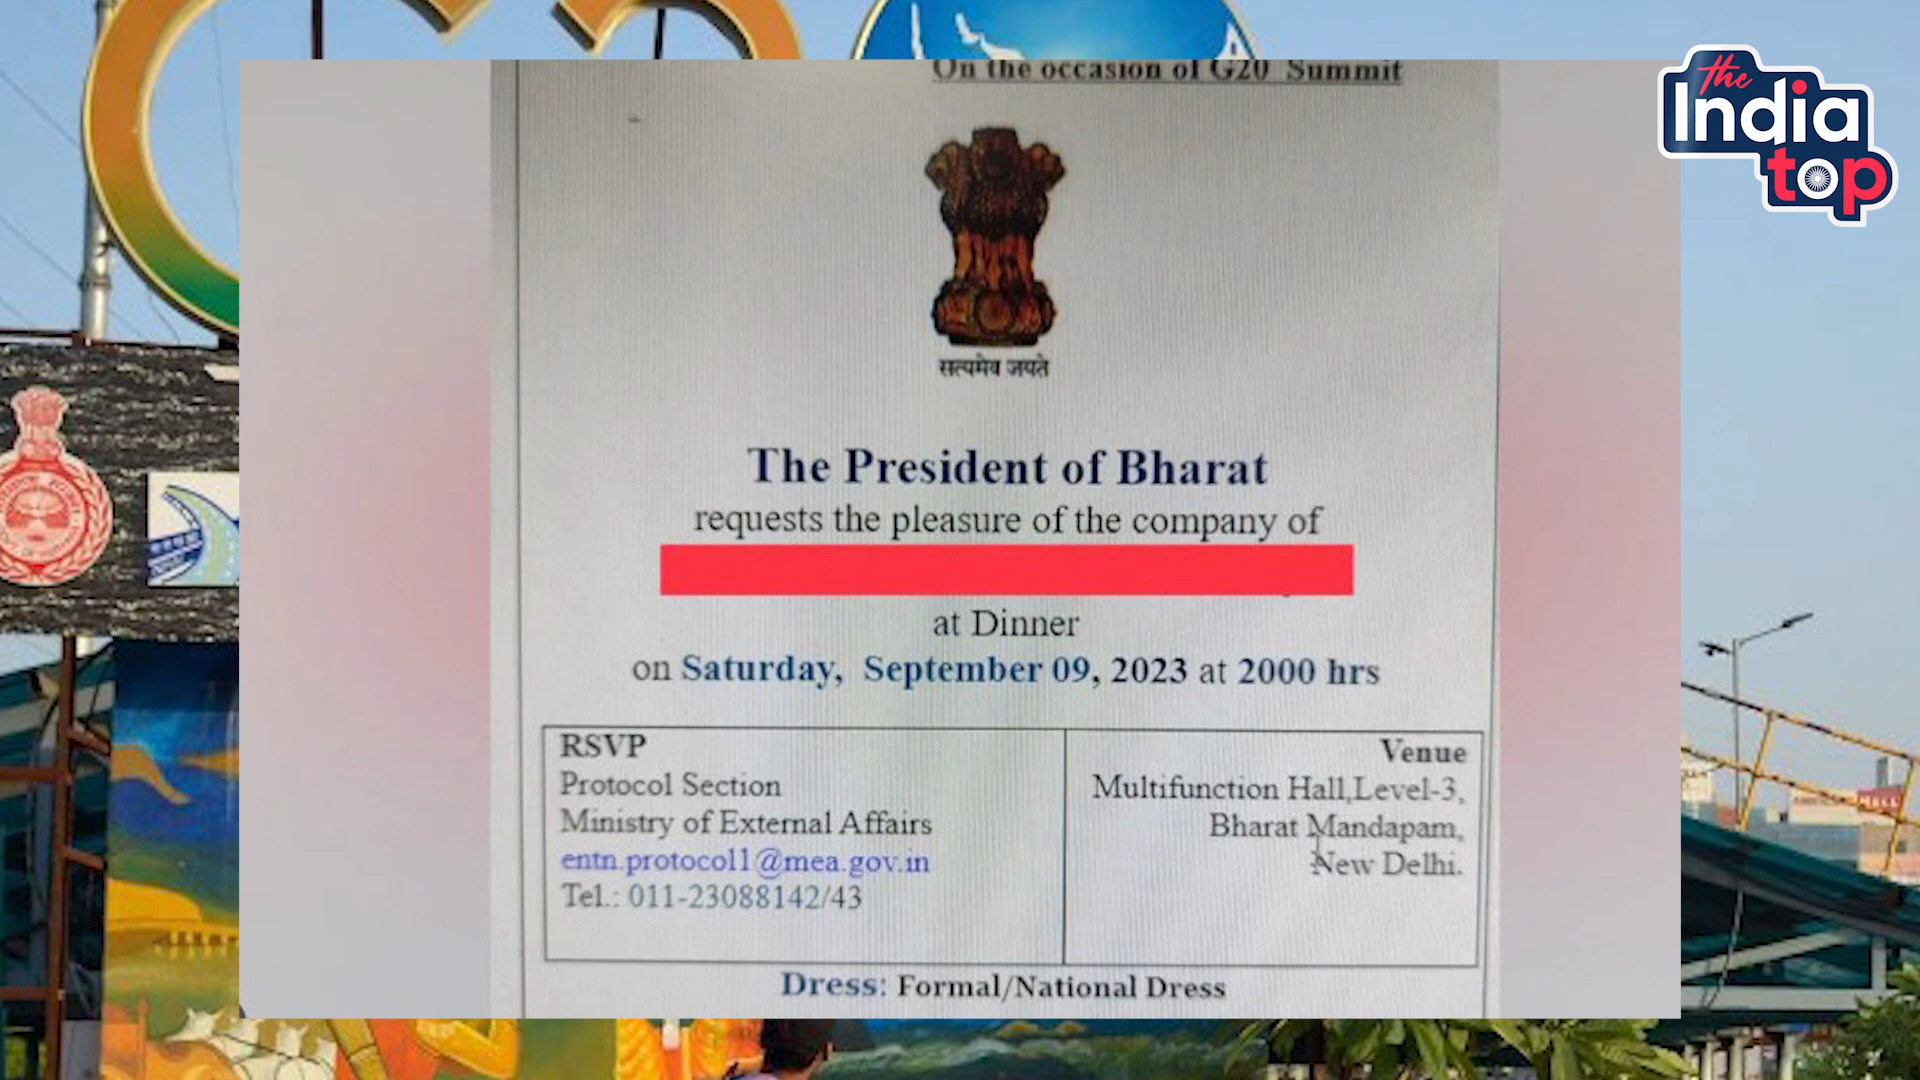 the
India
top
On the occasion of G20 Summit
सत्यमेव जयते
The President of Bharat
requests the pleasure of the company of
at Dinner
on Saturday, September 09, 2023 at 2000 hrs
RSVP
Protocol Section
Ministry of External Affairs
entn.protocol1@mea.gov.in
Tel.: 011-23088142/43
Venue
Multifunction Hall,Level-3,
Bharat Mandapam,
New Delhi.
Dress: Formal/National Dress